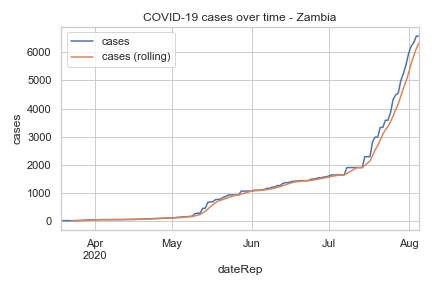 COVID-19 cases over time - Zambia
cases
cases (rolling)
cases
6000
5000
4000
3000
2000
1000
0
Apr
2020
May
Jun
Jul
Aug
dateRep